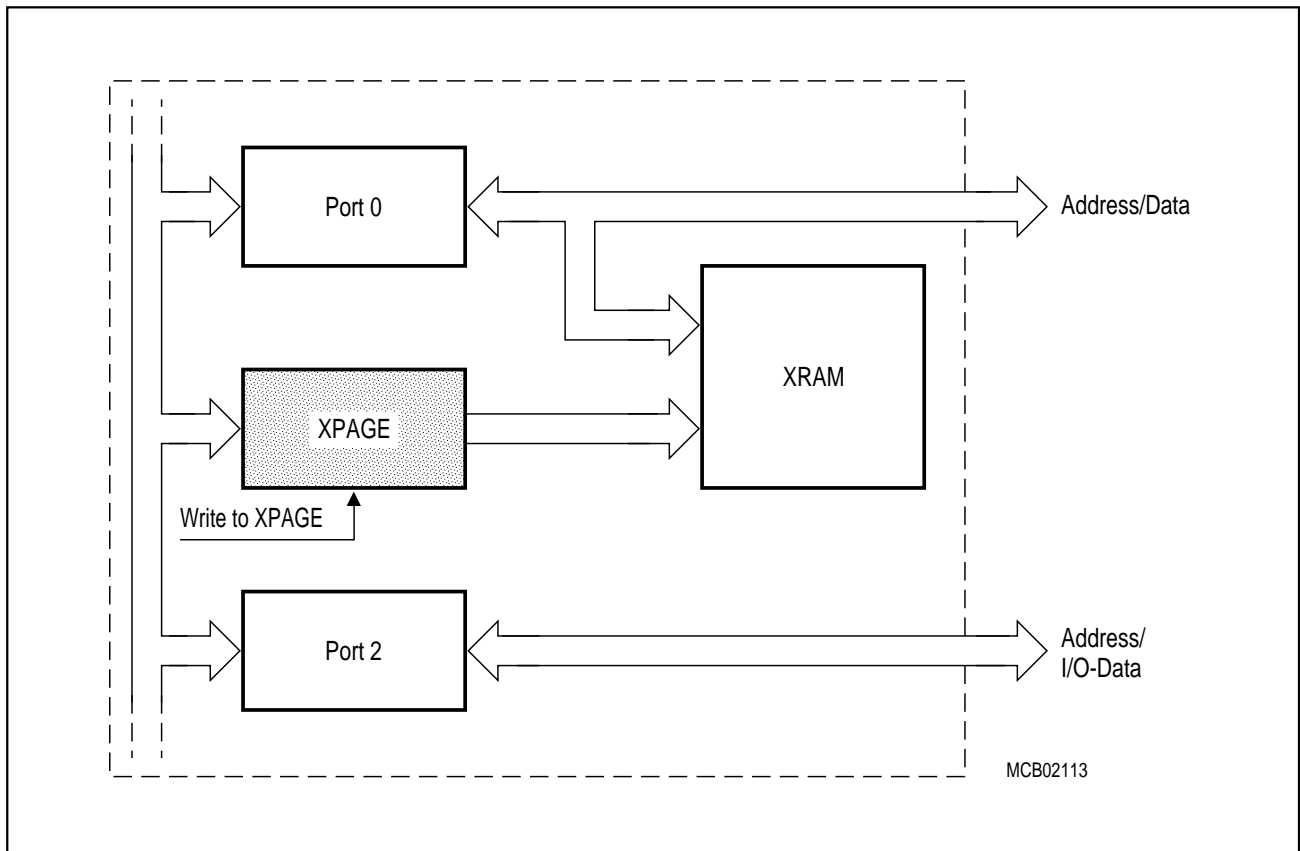 Port 0
Address/Data
XRAM
XPAGE
Write to XPAGE
Port 2
Address/
I/O-Data
MCB02113